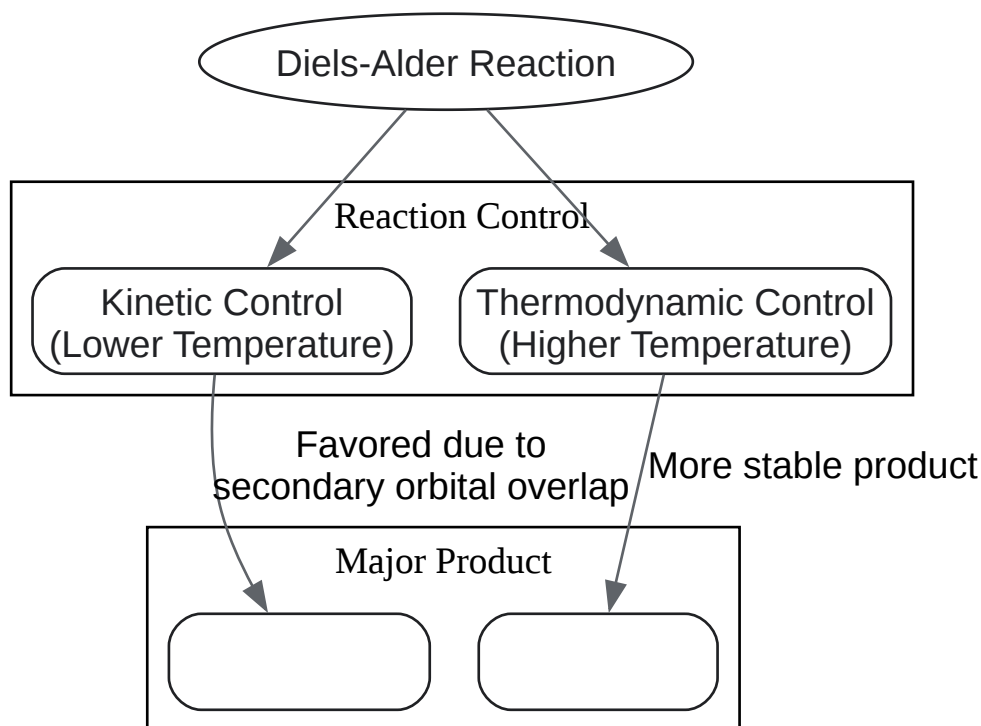 Diels-Alder Reaction
Reaction Control
Kinetic Control
(Lower Temperature)
Thermodynamic Control
(Higher Temperature)
Favored due to
secondary orbital overlap
More stable product
Major Product